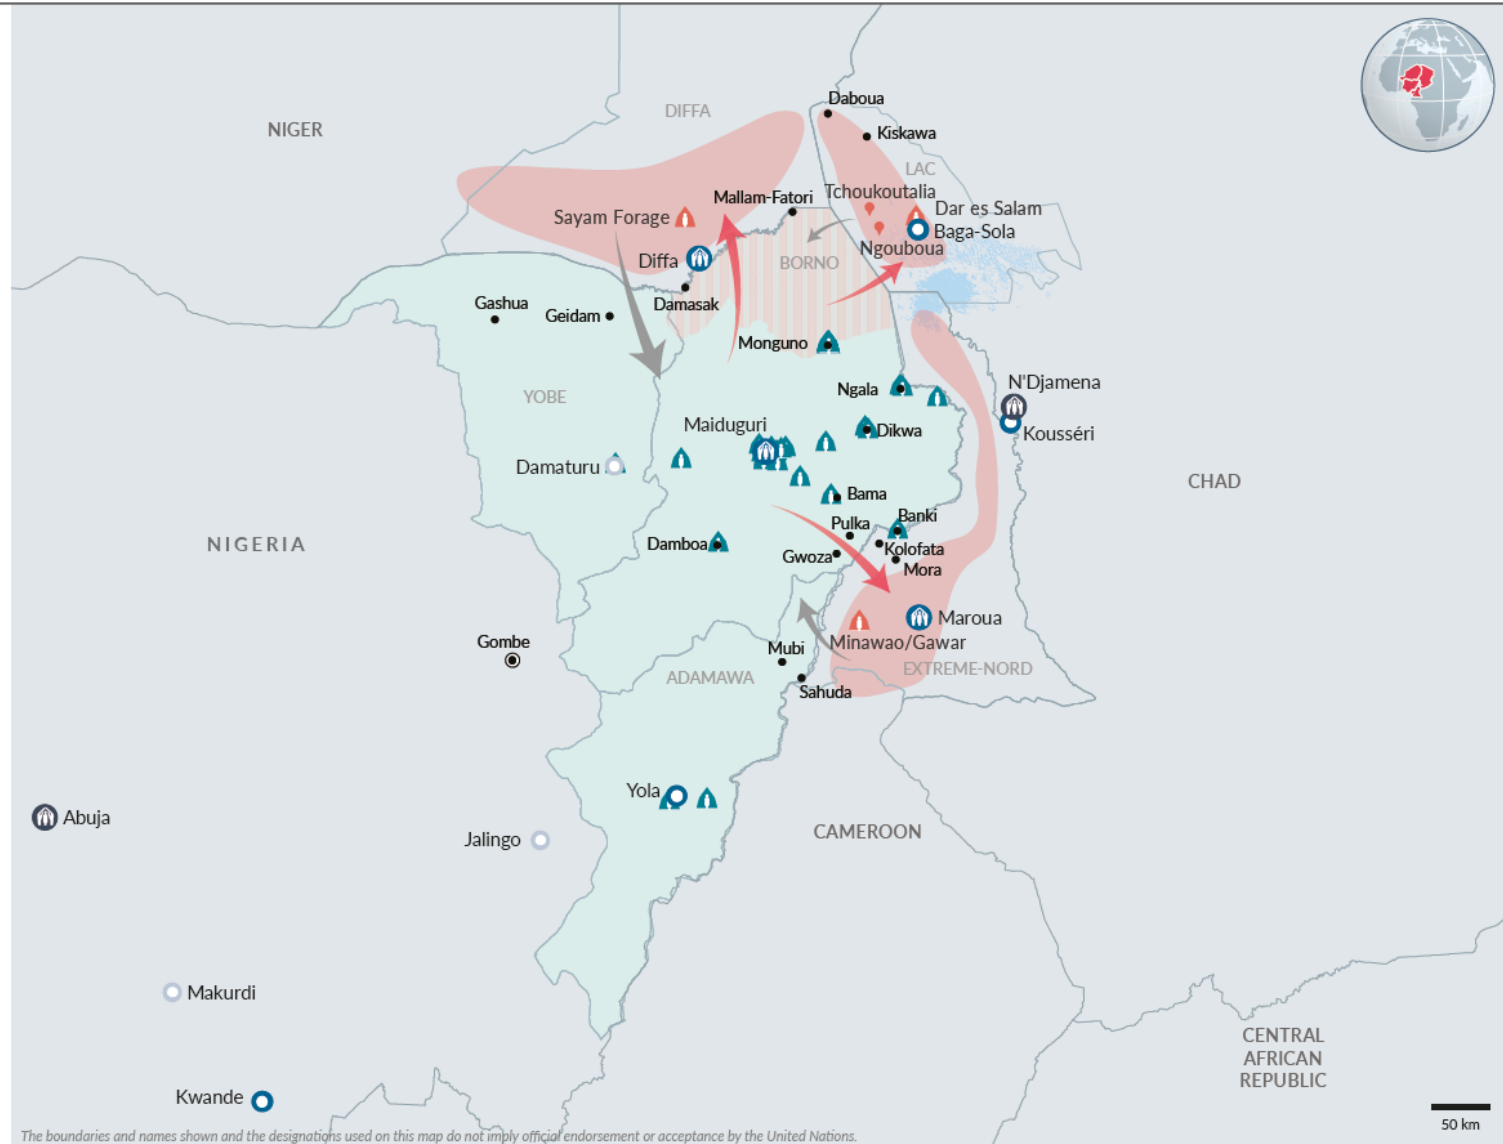 Daboua
DIFFA
NIGER
Kiskawa
LAC
Tchoukoutalia
Mallam-Fatori
Dar es Salam
Sayam Forage
Baga-Sola
Ngouboua
Diffa
BORNO
Damasak
Gashua
Geidam
Monguno
N'Djamena
Ngala
YOBE
Maiduguri
Dikwa
Kousséri
Damaturu
CHAD
Bama
Banki
Pulka
NIGERIA
Damboa
Kolofata
Gwoza
Mora
Maroua
Minawao/Gawar
Gombe
Mubi
EXTREME-NORD
ADAMAWA
Sahuda
Yola
Abuja
CAMEROON
Jalingo
Makurdi
CENTRAL
AFRICAN
REPUBLIC
Kwande
50 km
The boundaries and names shown and the designations used on this map do not imply official endorsement or acceptance by the United Nations.